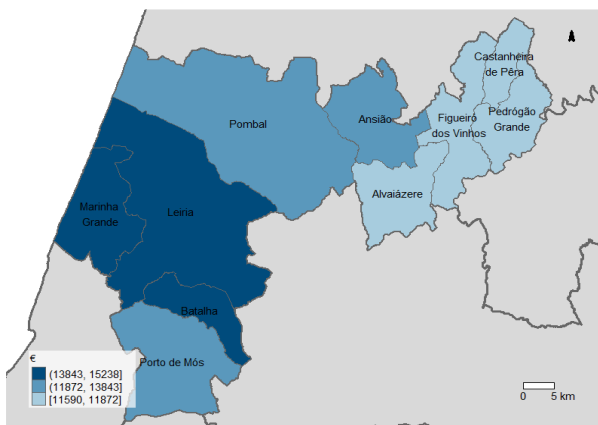 Castanheira
de Pêra
Pombal
Ansião
Figueiró
dos Vinhos
Pedrógão
Grande
Alvaiázere
Marinha
Grande
Leiria
Batalha
Porto de Mós
€
(13843, 15238]
(11872, 13843]
[11590, 11872]
0 5 km